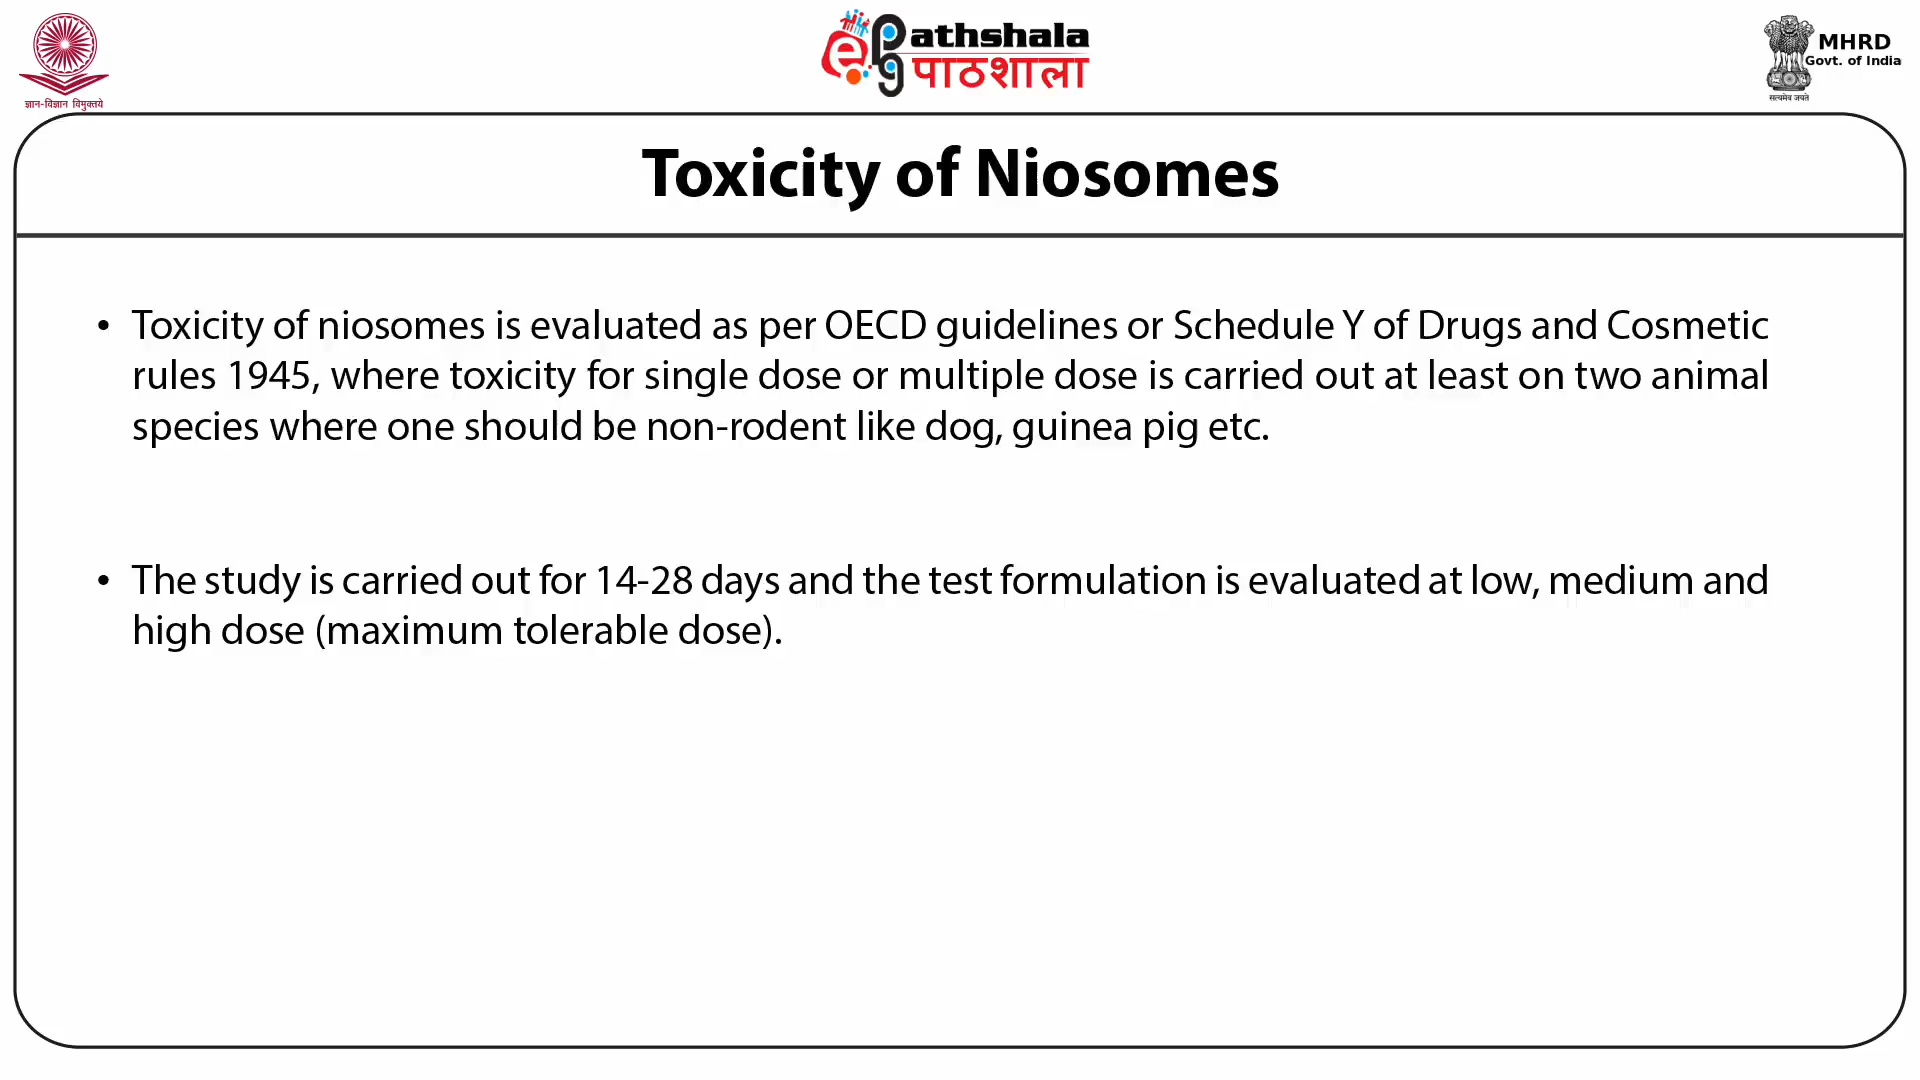 ज्ञान-विज्ञान विमुक्तये
e Pg Pathshala
पाठशाला
MHRD
Govt. of India
सत्यमेव जयते
Toxicity of Niosomes
• Toxicity of niosomes is evaluated as per OECD guidelines or Schedule Y of Drugs and Cosmetic
rules 1945, where toxicity for single dose or multiple dose is carried out at least on two animal
species where one should be non-rodent like dog, guinea pig etc.
• The study is carried out for 14-28 days and the test formulation is evaluated at low, medium and
high dose (maximum tolerable dose).